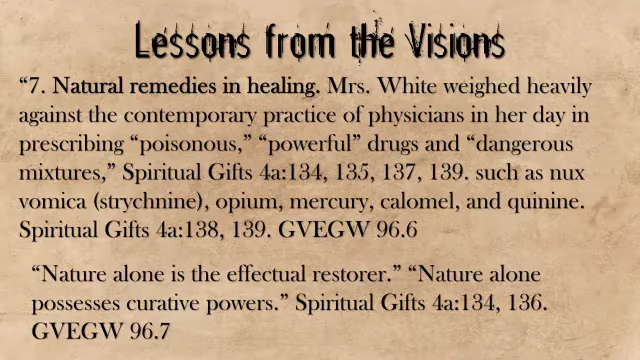 Lessons from the Visions
“7. Natural remedies in healing. Mrs. White weighed heavily
against the contemporary practice of physicians in her day in
prescribing “poisonous,” “powerful” drugs and “dangerous
mixtures,” Spiritual Gifts 4a:134, 135, 137, 139. such as nux
vomica (strychnine), opium, mercury, calomel, and quinine.
Spiritual Gifts 4a:138, 139. GVEGW 96.6
“Nature alone is the effectual restorer.” “Nature alone
possesses curative powers.” Spiritual Gifts 4a:134, 136.
GVEGW 96.7